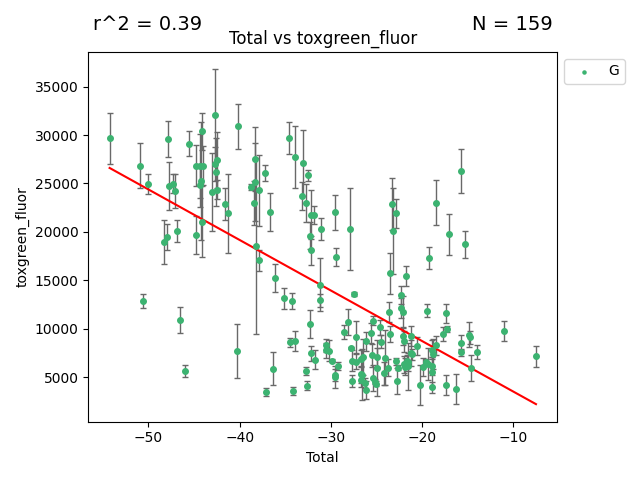 r^2 = 0.39
N = 159
Total vs toxgreen_fluor
G
35000
30000
25000
20000
15000
10000
5000
toxgreen_fluor
−50
−40
−30
−20
−10
Total